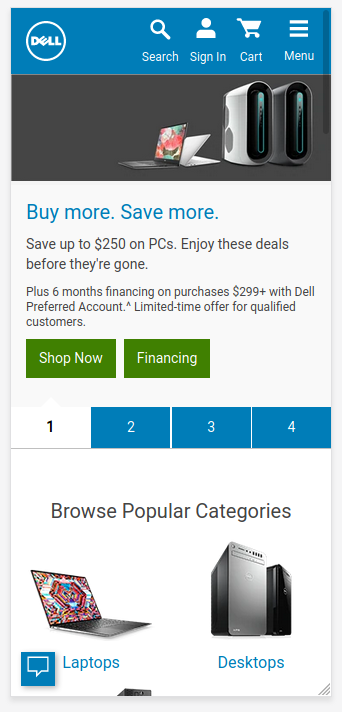 DELL
Search
Sign In
Cart
Menu
Buy more. Save more.
Save up to $250 on PCs. Enjoy these deals
before they're gone.
Plus 6 months financing on purchases $299+ with Dell
Preferred Account.^ Limited-time offer for qualified
customers.
Shop Now
Financing
1
2
3
4
Browse Popular Categories
Laptops
Desktops